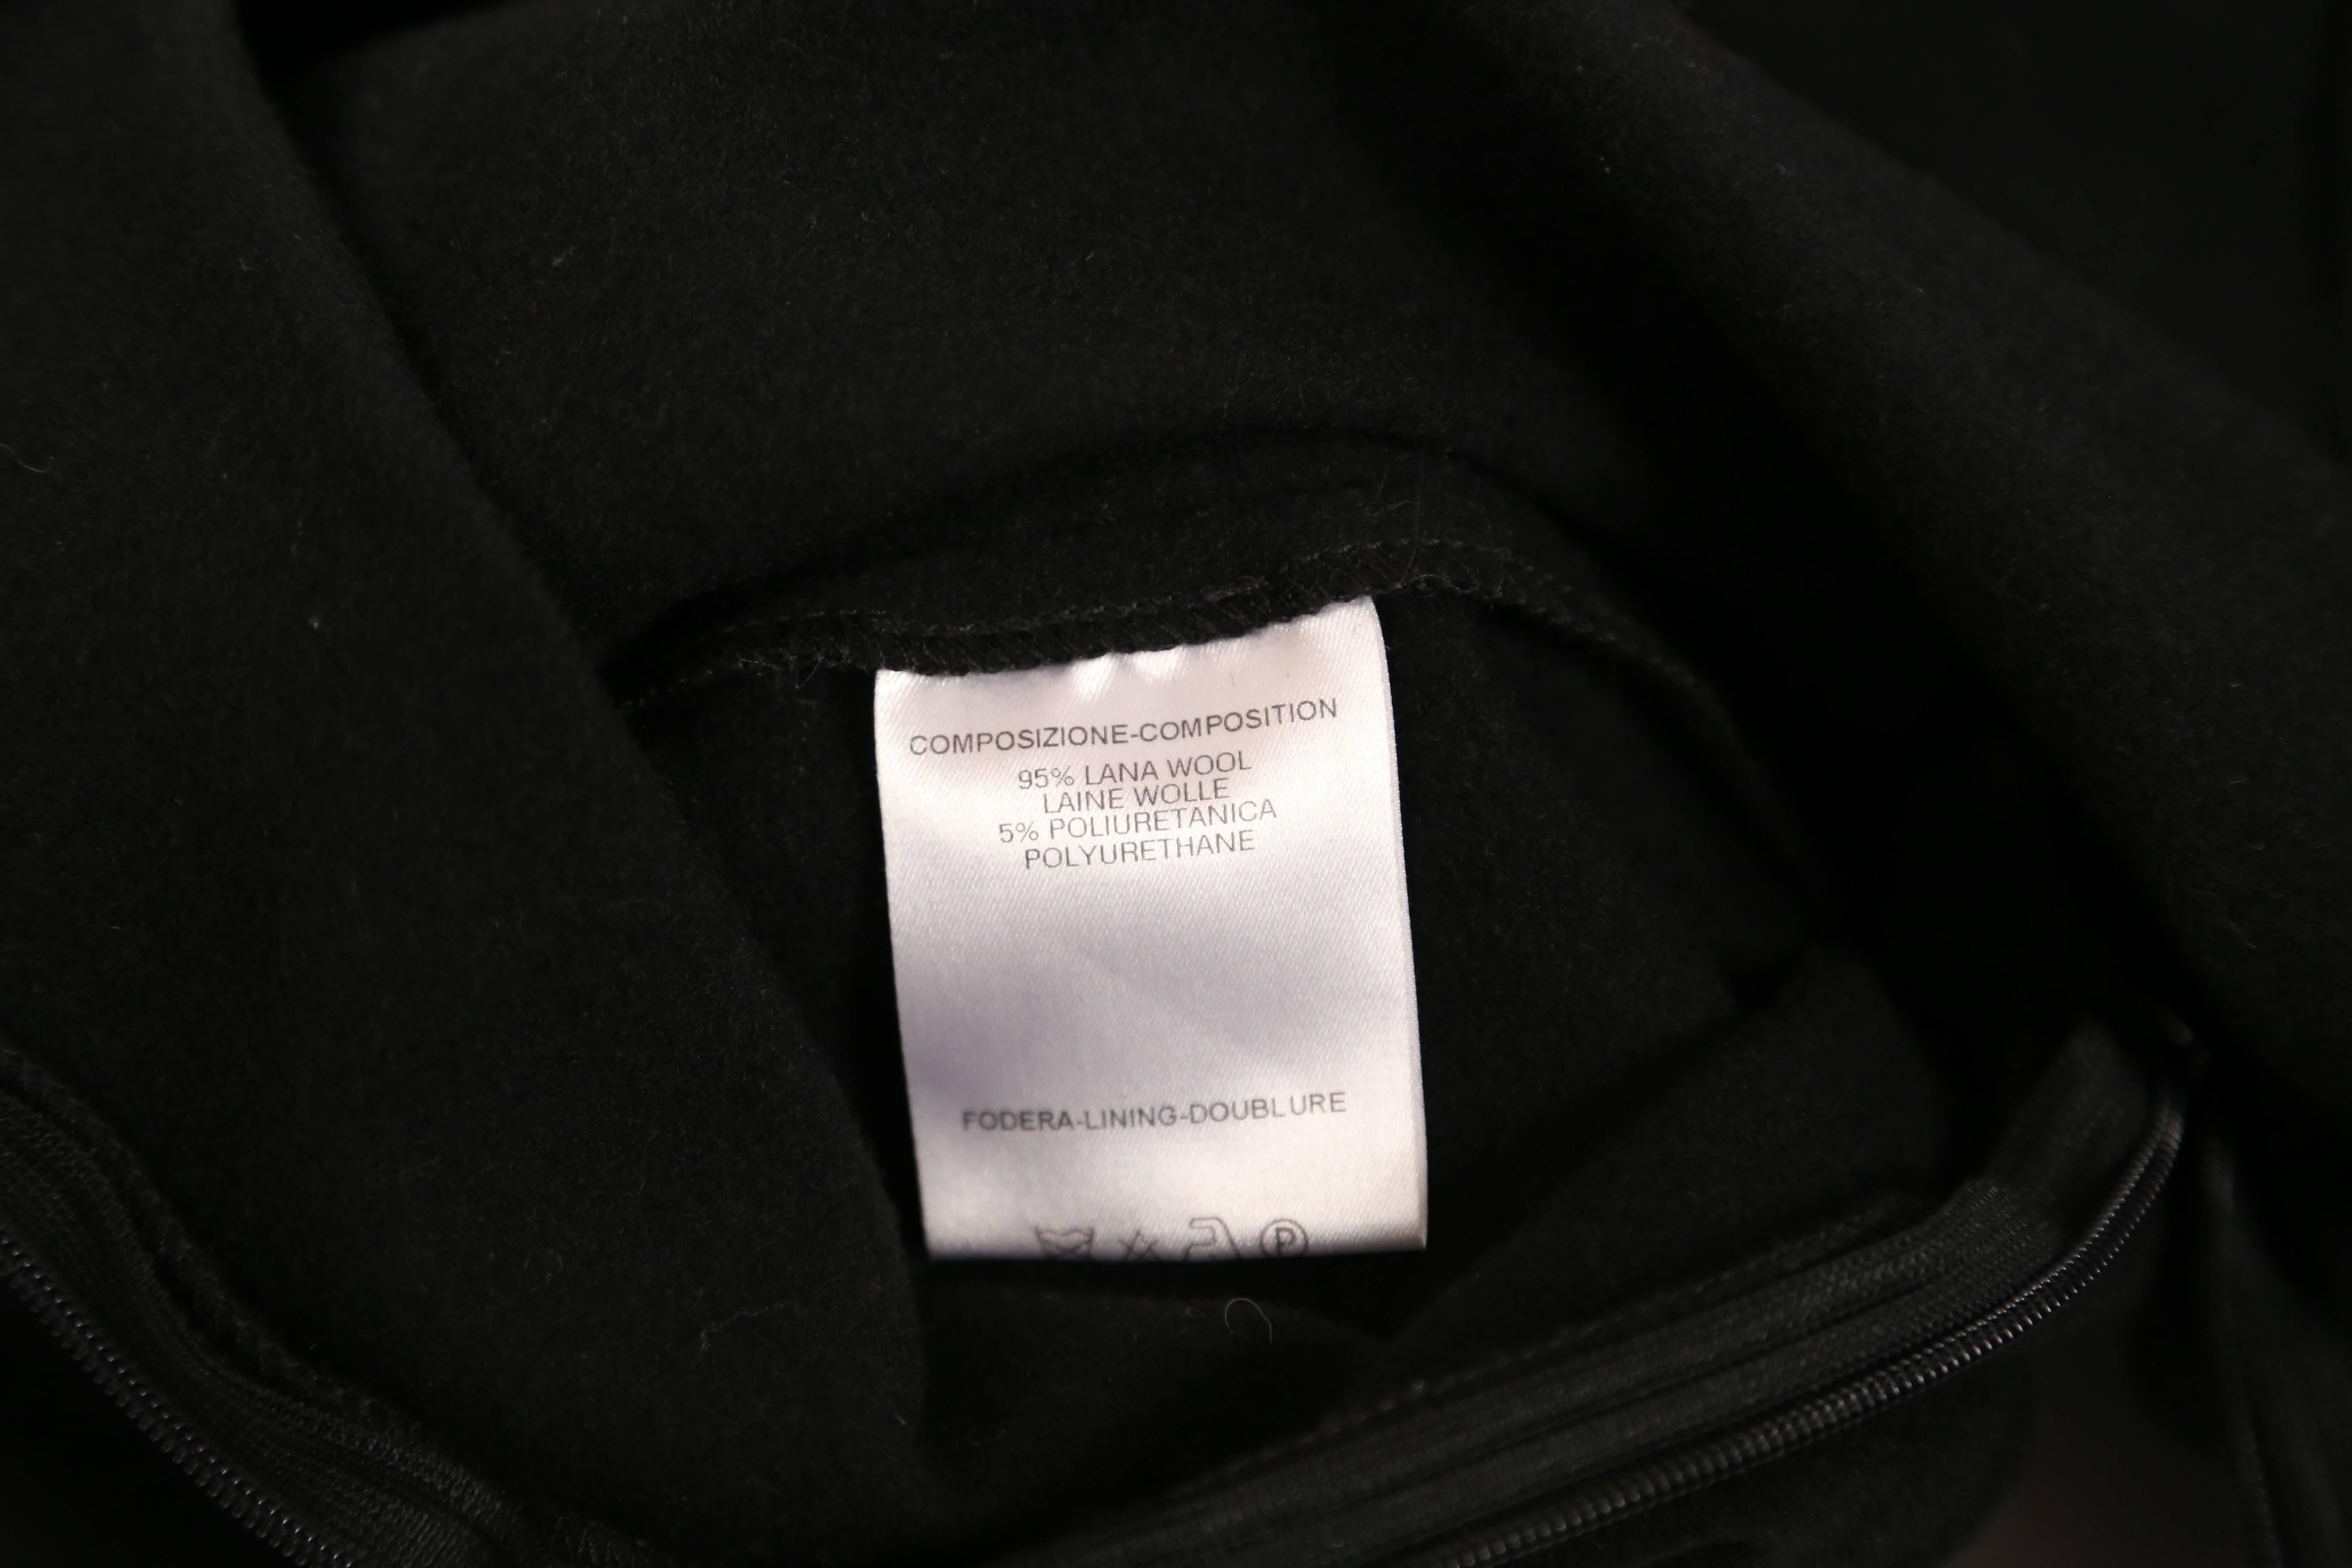 COMPOSIZIONE-COMPOSITION
95% LANA WOOL
LAINE WOLLE
5% POLIURETANICA
POLYURETHANE
FODERA-LINING-DOUBLURE
P